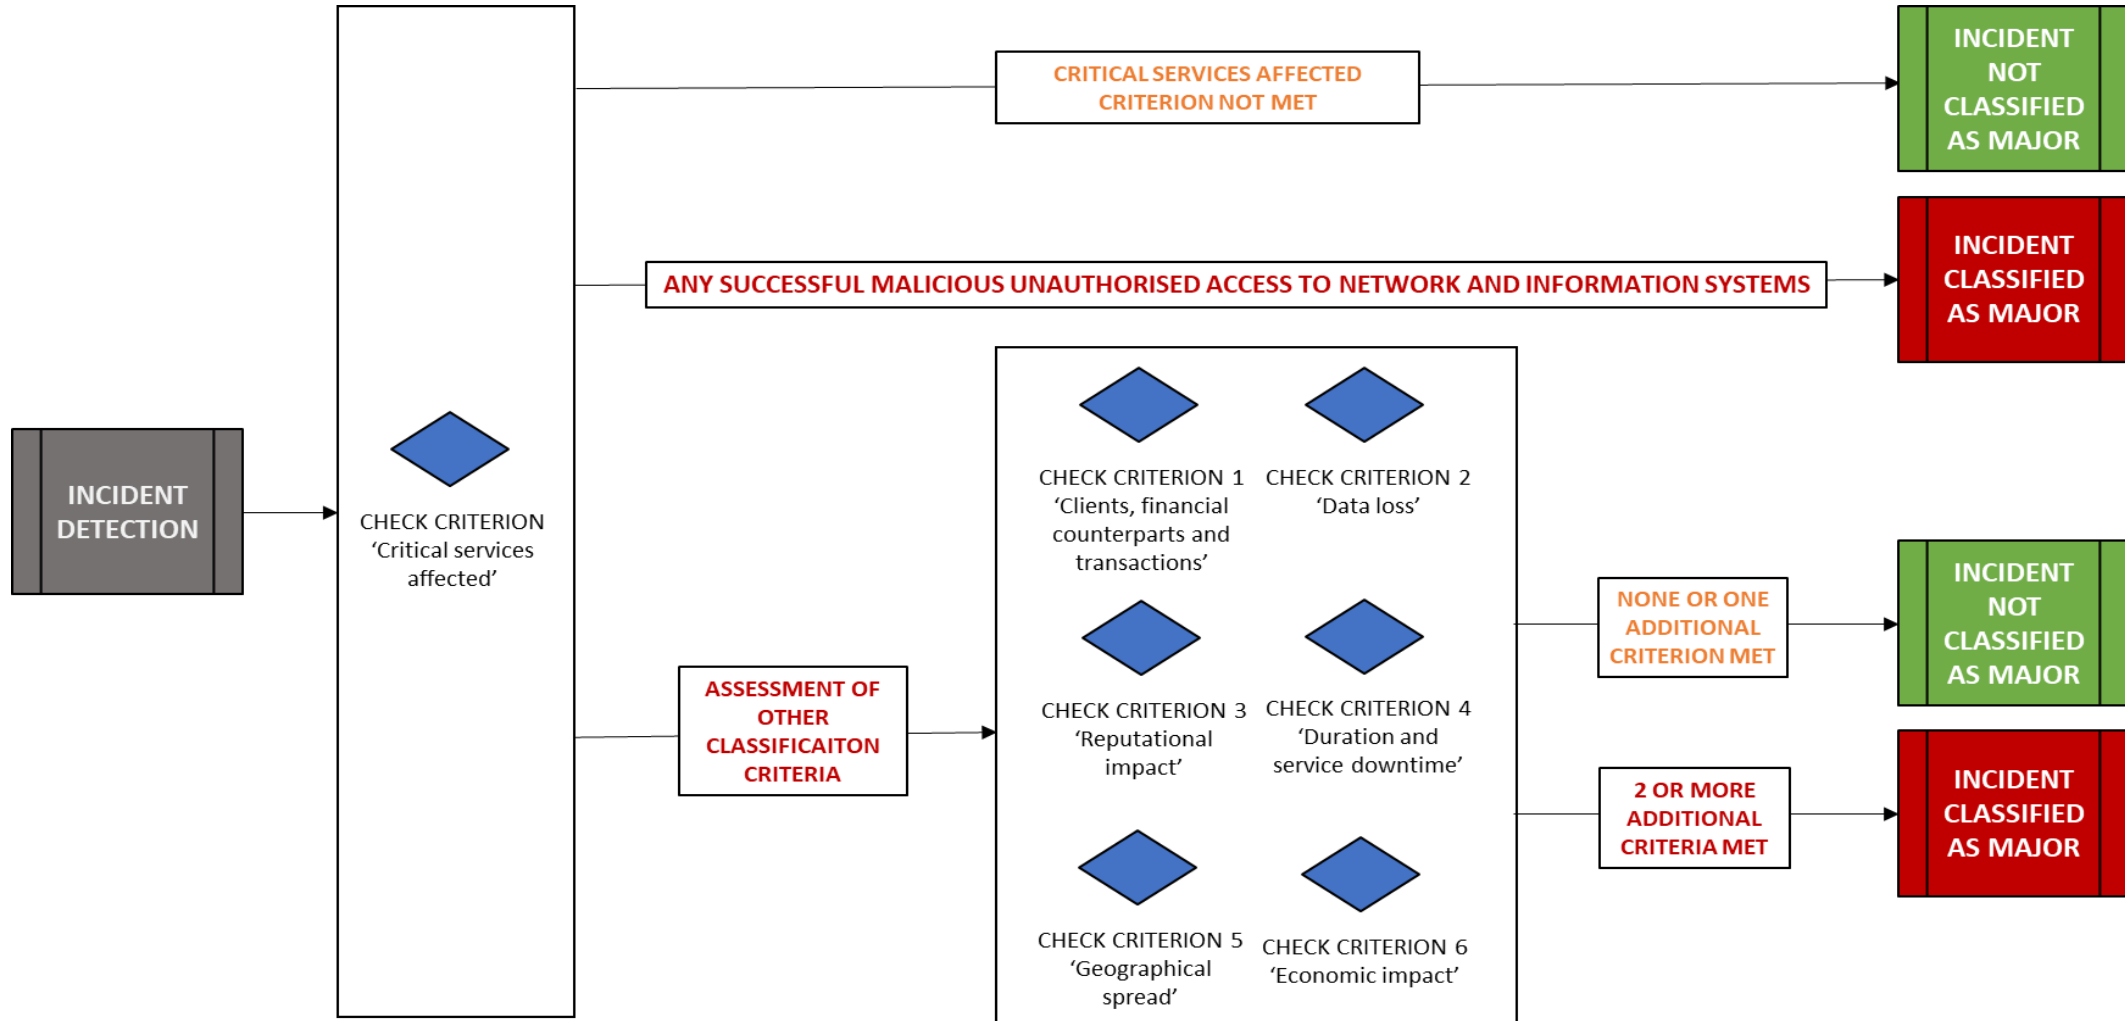 INCIDENT
DETECTION
CHECK CRITERION
‘Critical services
affected’
CRITICAL SERVICES AFFECTED
CRITERION NOT MET
INCIDENT
NOT
CLASSIFIED
AS MAJOR
ANY SUCCESSFUL MALICIOUS UNAUTHORISED ACCESS TO NETWORK AND INFORMATION SYSTEMS
INCIDENT
CLASSIFIED
AS MAJOR
ASSESSMENT OF
OTHER
CLASSIFICAITON
CRITERIA
CHECK CRITERION 1
‘Clients, financial
counterparts and
transactions’
CHECK CRITERION 2
‘Data loss’
CHECK CRITERION 3
‘Reputational
impact’
CHECK CRITERION 4
‘Duration and
service downtime’
CHECK CRITERION 5
‘Geographical
spread’
CHECK CRITERION 6
‘Economic impact’
NONE OR ONE
ADDITIONAL
CRITERION MET
INCIDENT
NOT
CLASSIFIED
AS MAJOR
2 OR MORE
ADDITIONAL
CRITERIA MET
INCIDENT
CLASSIFIED
AS MAJOR